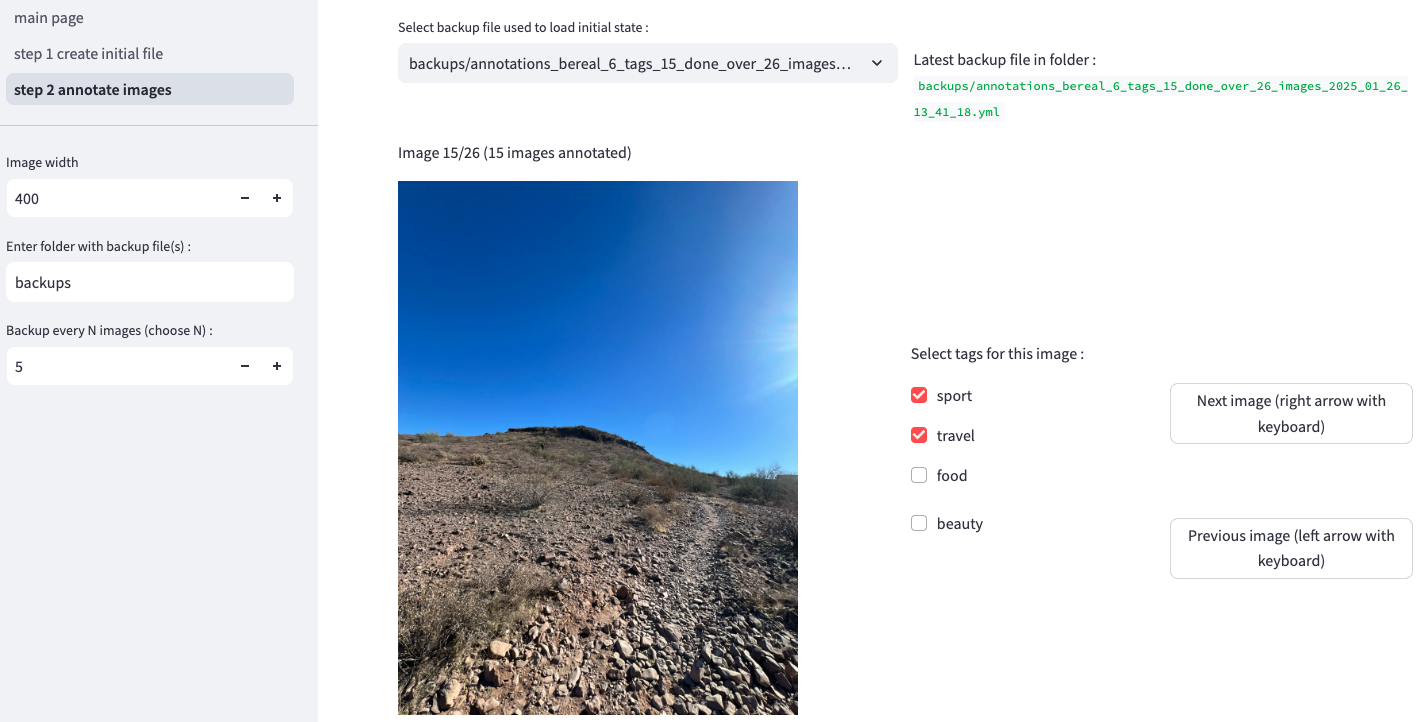 main page
step 1 create initial file
step 2 annotate images
Image width
400
Enter folder with backup file(s) :
backups
Backup every N images (choose N) :
5
Select backup file used to load initial state :
backups/annotations_bereal_6_tags_15_done_over_26_images...
Latest backup file in folder :
backups/annotations_bereal_6_tags_15_done_over_26_images_2025_01_26_
13_41_18.yml
Image 15/26 (15 images annotated)
Select tags for this image :
sport
travel
food
beauty
Next image (right arrow with
keyboard)
Previous image (left arrow with
keyboard)